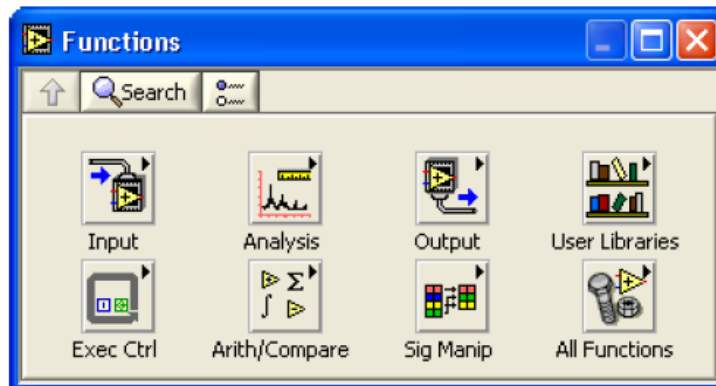 Functions
Search
Input Analysis Output User Libraries
Exec Ctrl Arith/Compare Sig Manip All Functions